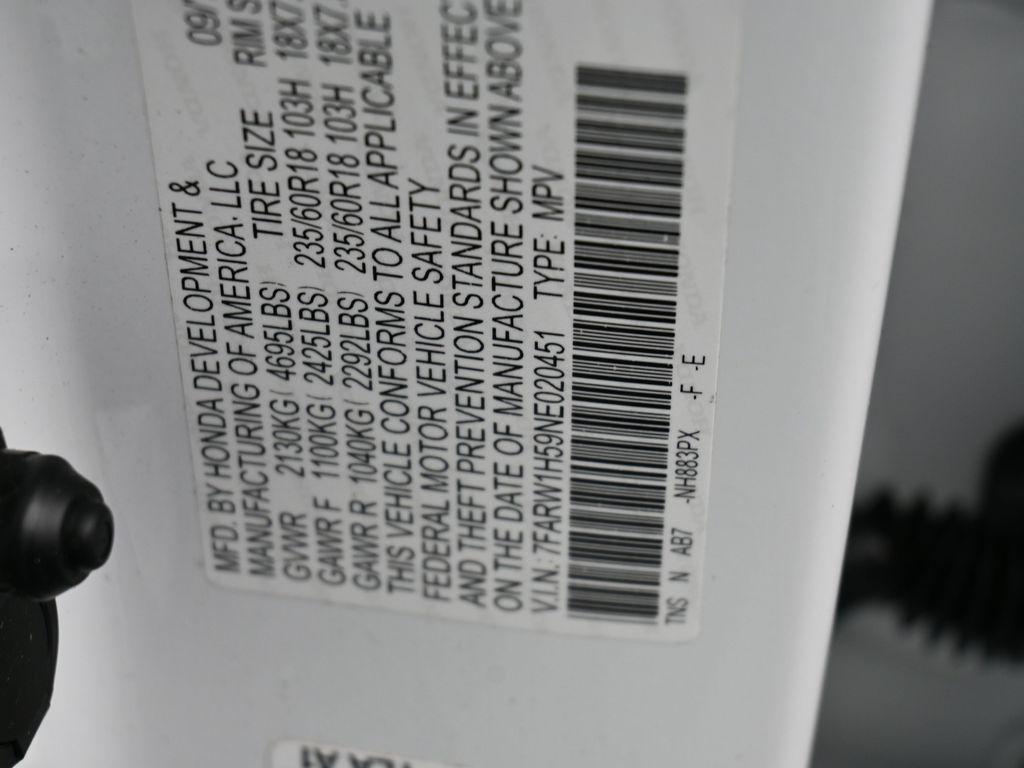 MFD. BY HONDA DEVELOPMENT &
MANUFACTURING OF AMERICA, LLC 09/
GVWR 2130KG( 4695LBS) TIRE SIZE RIM S
GAWR F 1100KG( 2425LBS) 235/60R18 103H 18X7.
GAWR R 1040KG( 2292LBS) 235/60R18 103H 18X7.
THIS VEHICLE CONFORMS TO ALL APPLICABLE
FEDERAL MOTOR VEHICLE SAFETY
AND THEFT PREVENTION STANDARDS IN EFFEC
ON THE DATE OF MANUFACTURE SHOWN ABOVE
V.I.N.: 7FARW1H59NE020451 TYPE: MPV
TNS N AB7 -NH883PX -F -E